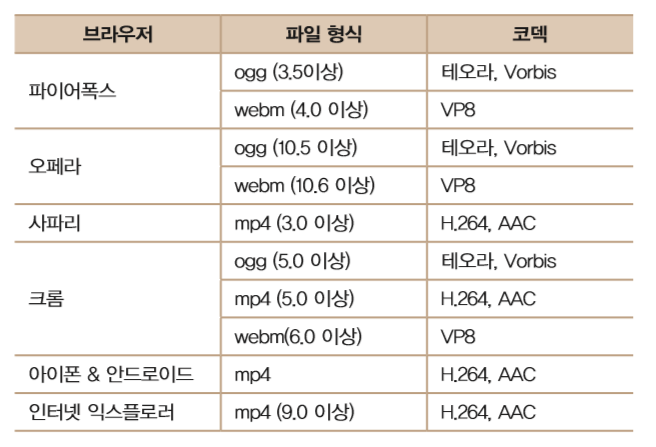 브라우저 파일 형식 코덱
파이어폭스 ogg (3.5이상) 테오라, Vorbis
webm (4.0 이상) VP8
오페라 ogg (10.5 이상) 테오라, Vorbis
webm (10.6 이상) VP8
사파리 mp4 (3.0 이상) H.264, AAC
크롬 ogg (5.0 이상) 테오라, Vorbis
mp4 (5.0 이상) H.264, AAC
webm(6.0 이상) VP8
아이폰 & 안드로이드 mp4 H.264, AAC
인터넷 익스플로러 mp4 (9.0 이상) H.264, AAC